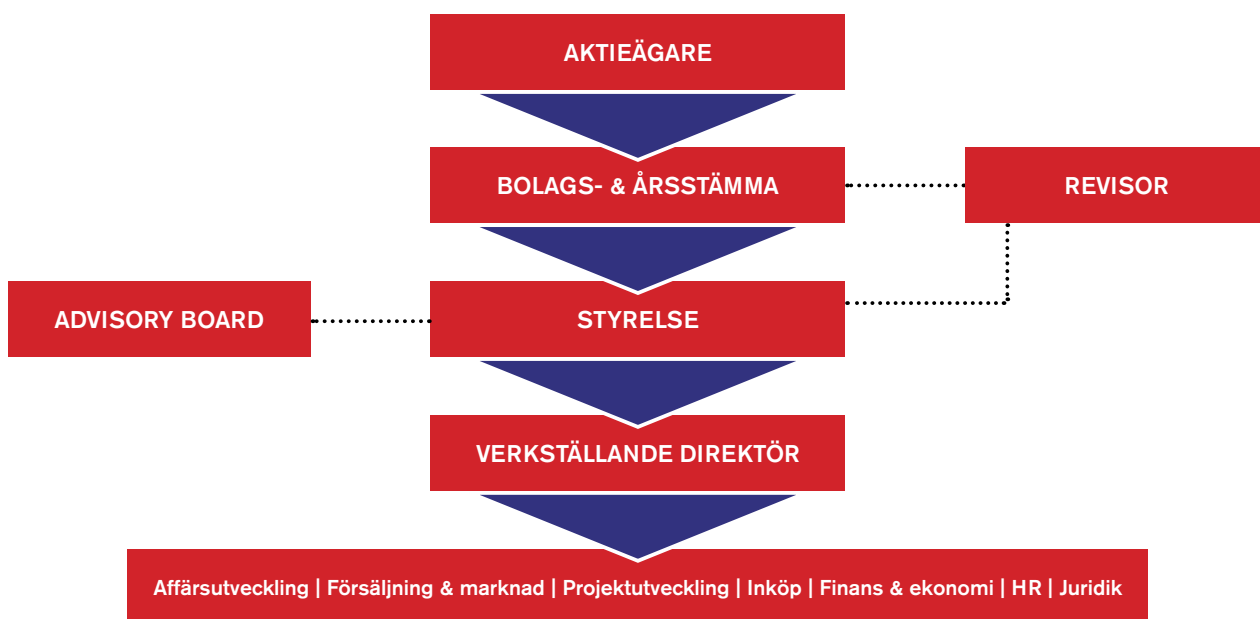 AKTIEÄGARE
BOLAGS- & ÅRSSTÄMMA
REVISOR
ADVISORY BOARD
STYRELSE
VERKSTÄLLANDE DIREKTÖR
Affärsutveckling | Försäljning & marknad | Projektutveckling | Inköp | Finans & ekonomi | HR | Juridik